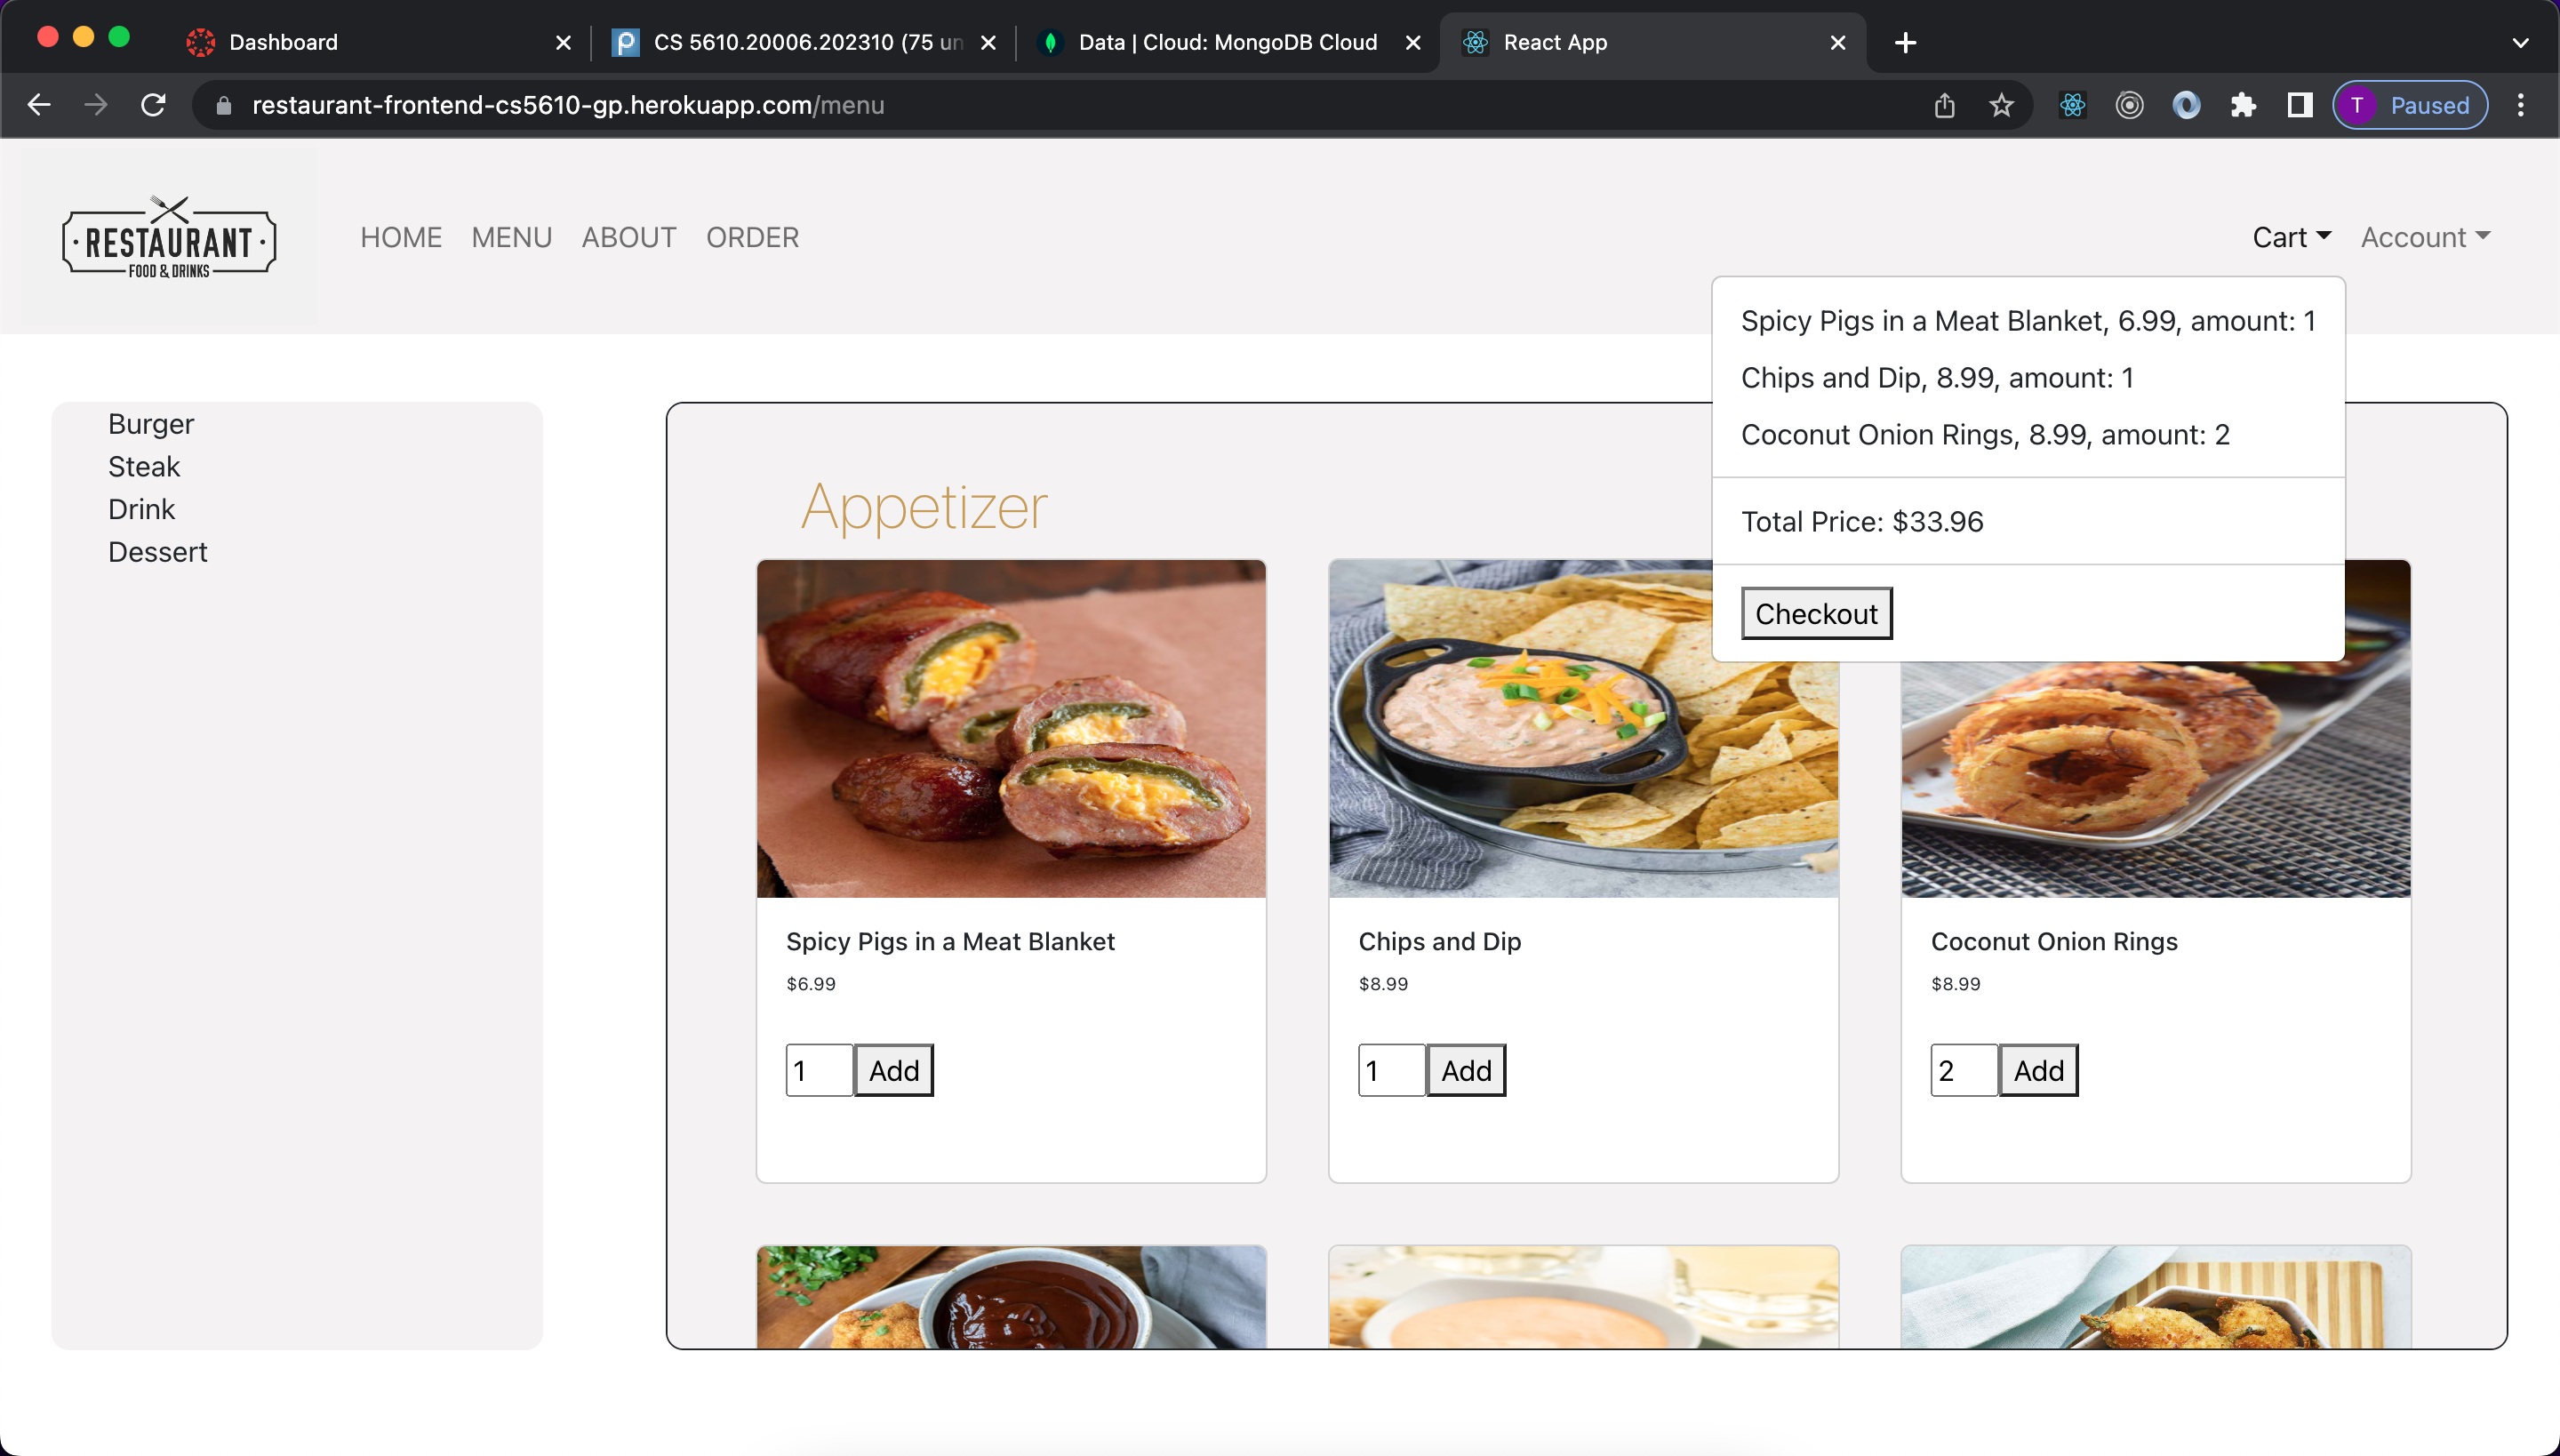 Dashboard
CS 5610.20006.202310 (75 un
Data | Cloud: MongoDB Cloud
React App
restaurant-frontend-cs5610-gp.herokuapp.com/menu
T Paused
· RESTAURANT ·
FOOD & DRINKS
HOME MENU ABOUT ORDER
Cart Account
Spicy Pigs in a Meat Blanket, 6.99, amount: 1
Chips and Dip, 8.99, amount: 1
Coconut Onion Rings, 8.99, amount: 2
Total Price: $33.96
Checkout
Burger
Steak
Drink
Dessert
Appetizer
Spicy Pigs in a Meat Blanket
$6.99
1 Add
Chips and Dip
$8.99
1 Add
Coconut Onion Rings
$8.99
2 Add